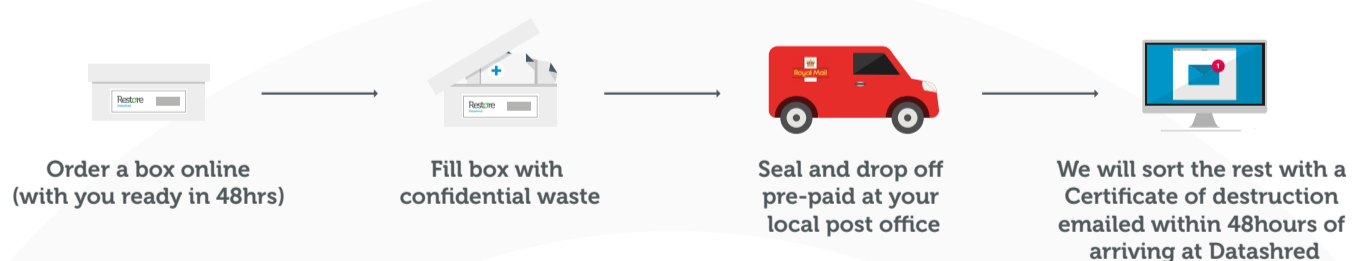 Restore
Restore
Royal Mail
1
Order a box online
(with you ready in 48hrs)
Fill box with
confidential waste
Seal and drop off
pre-paid at your
local post office
We will sort the rest with a
Certificate of destruction
emailed within 48hours of
arriving at Datashred